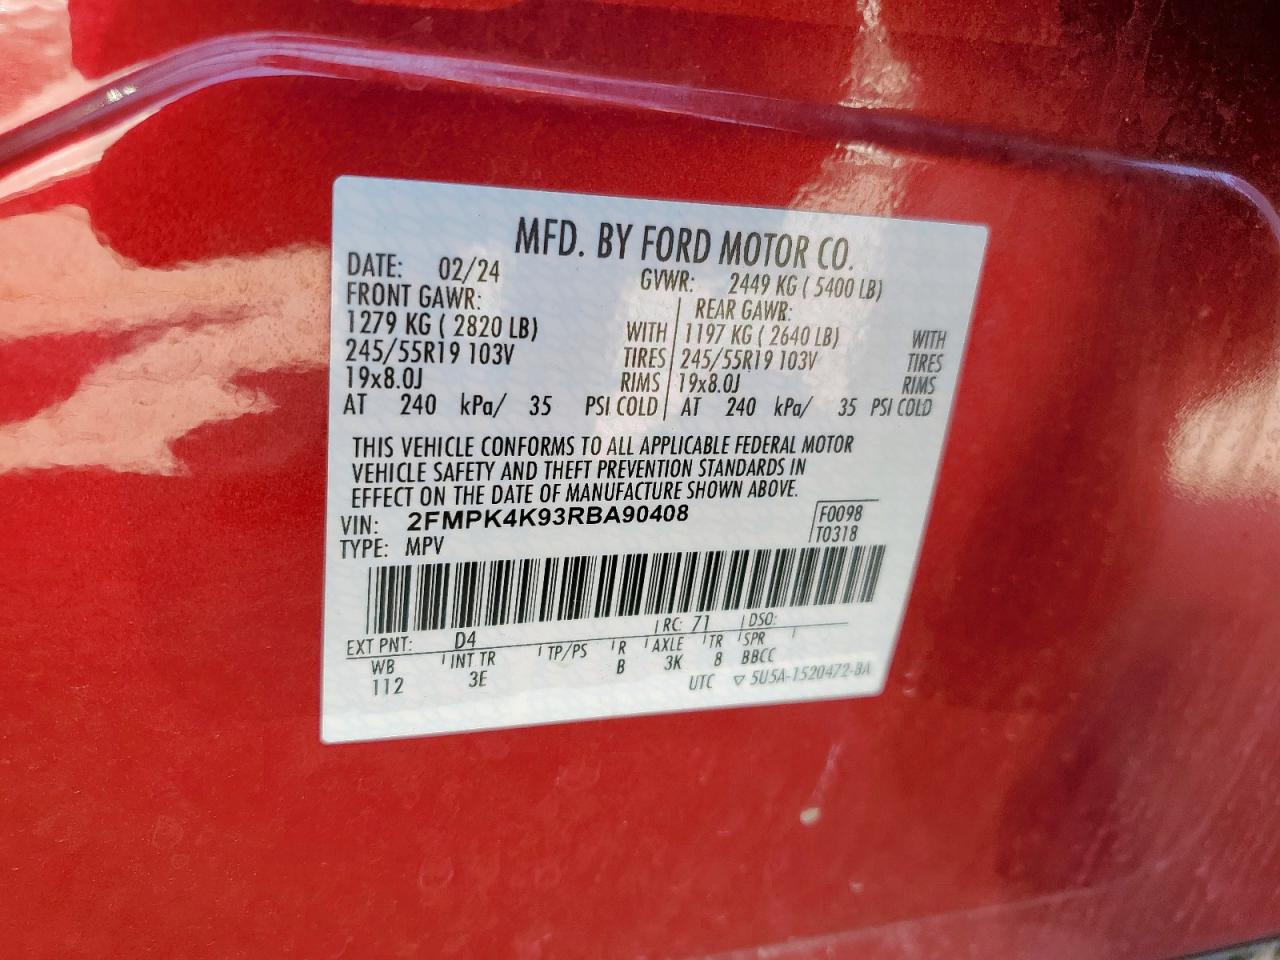 MFD. BY FORD MOTOR CO.
DATE: 02/24 GVWR: 2449 KG ( 5400 LB)
FRONT GAWR: REAR GAWR:
1279 KG ( 2820 LB) WITH 1197 KG ( 2640 LB) WITH
245/55R19 103V TIRES 245/55R19 103V TIRES
19x8.0J RIMS 19x8.0J RIMS
AT 240 kPa/ 35 PSI COLD AT 240 kPa/ 35 PSI COLD
THIS VEHICLE CONFORMS TO ALL APPLICABLE FEDERAL MOTOR
VEHICLE SAFETY AND THEFT PREVENTION STANDARDS IN
EFFECT ON THE DATE OF MANUFACTURE SHOWN ABOVE.
VIN: 2FMPK4K93RBA90408 F0098
TYPE: MPV T0318
EXT PNT: D4 RC: 71 DSO:
WB INT TR TP/PS R AXLE TR SPR
112 3E B 3K 8 BBCC
UTC ▽ 5U5A-1520472-BA